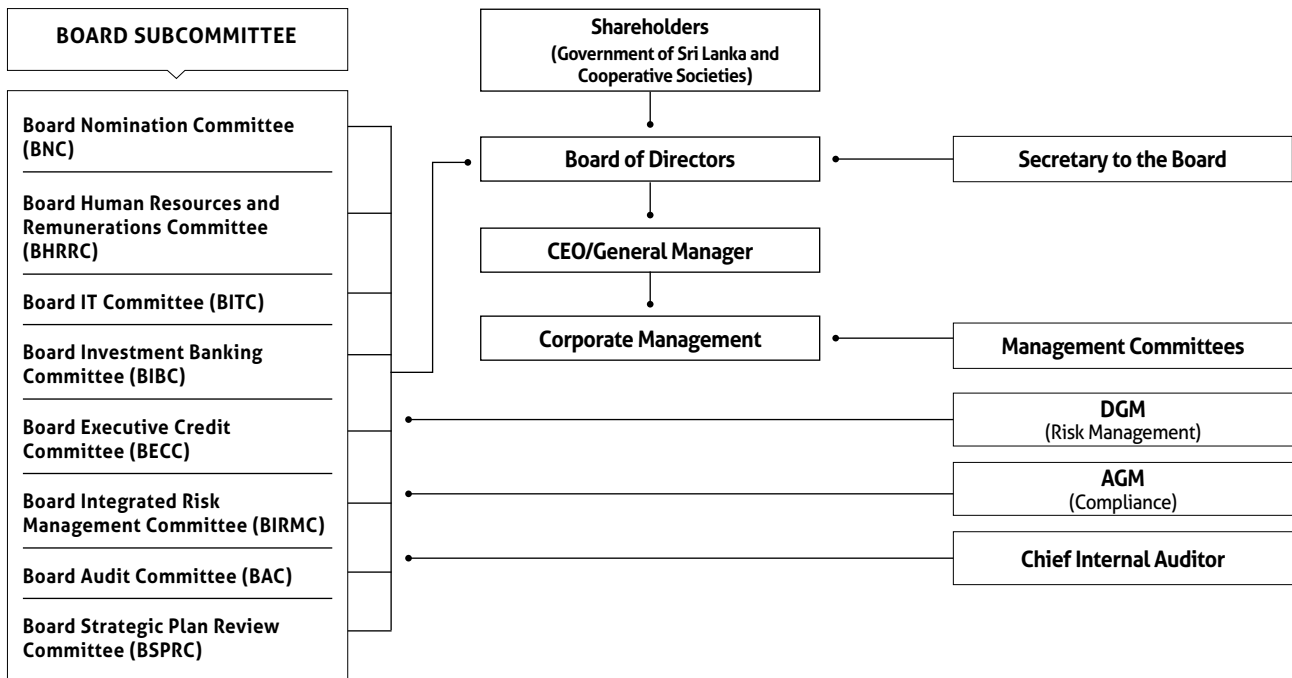 BOARD SUBCOMMITTEE
Board Nomination Committee
(BNC)
Board Human Resources and
Remunerations Committee
(BHRRC)
Board IT Committee (BITC)
Board Investment Banking
Committee (BIBC)
Board Executive Credit
Committee (BECC)
Board Integrated Risk
Management Committee (BIRMC)
Board Audit Committee (BAC)
Board Strategic Plan Review
Committee (BSPRC)
Shareholders
(Government of Sri Lanka and
Cooperative Societies)
Board of Directors
CEO/General Manager
Corporate Management
Secretary to the Board
Management Committees
DGM
(Risk Management)
AGM
(Compliance)
Chief Internal Auditor